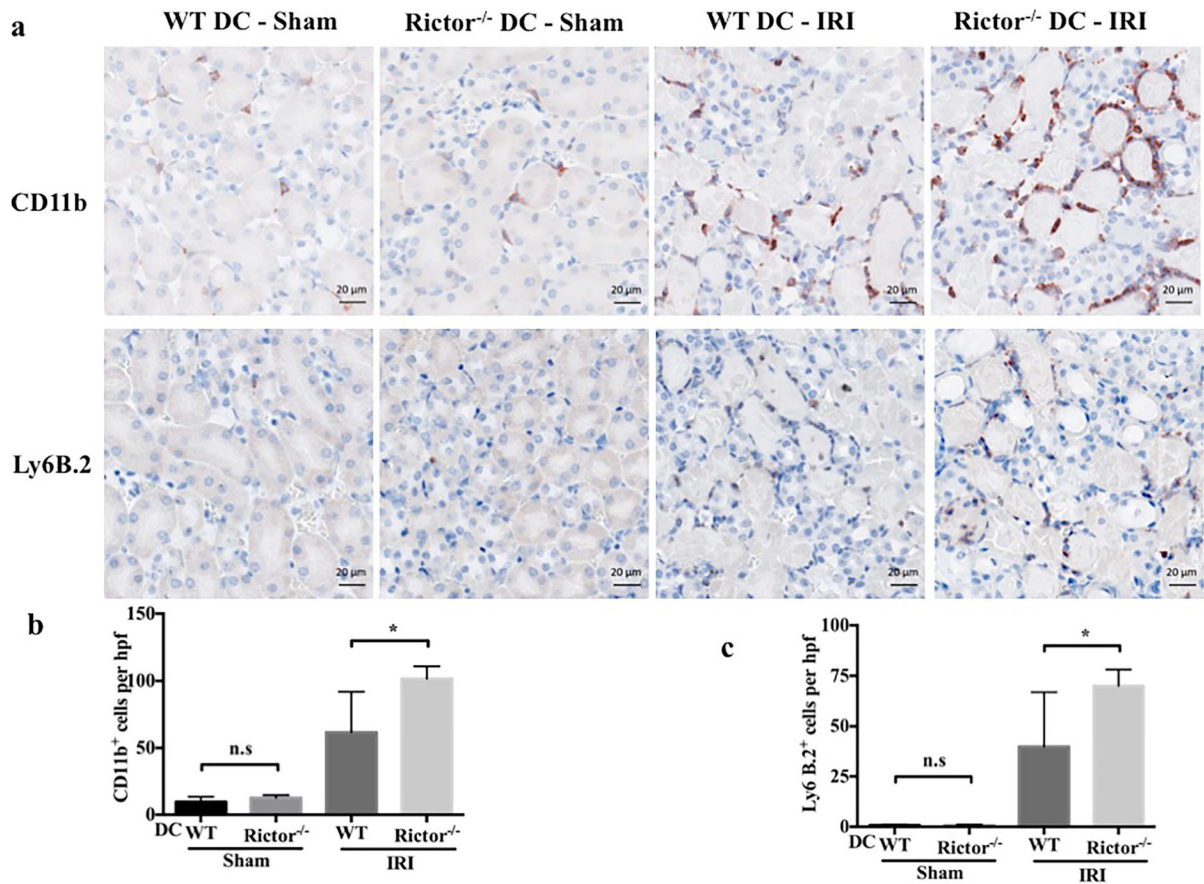 a
WT DC - Sham
Rictor-/- DC - Sham
WT DC - IRI
Rictor-/- DC - IRI
CD11b
20 µm
20 µm
20 µm
20 µm
Ly6B.2
20 µm
20 µm
20 µm
20 µm
b
CD11b+ cells per hpf
150
100
50
0
n.s
*
DC WT Rictor-/- WT Rictor-/-
Sham IRI
c
Ly6 B.2+ cells per hpf
100
75
50
25
0
n.s
*
DC WT Rictor-/- WT Rictor-/-
Sham IRI